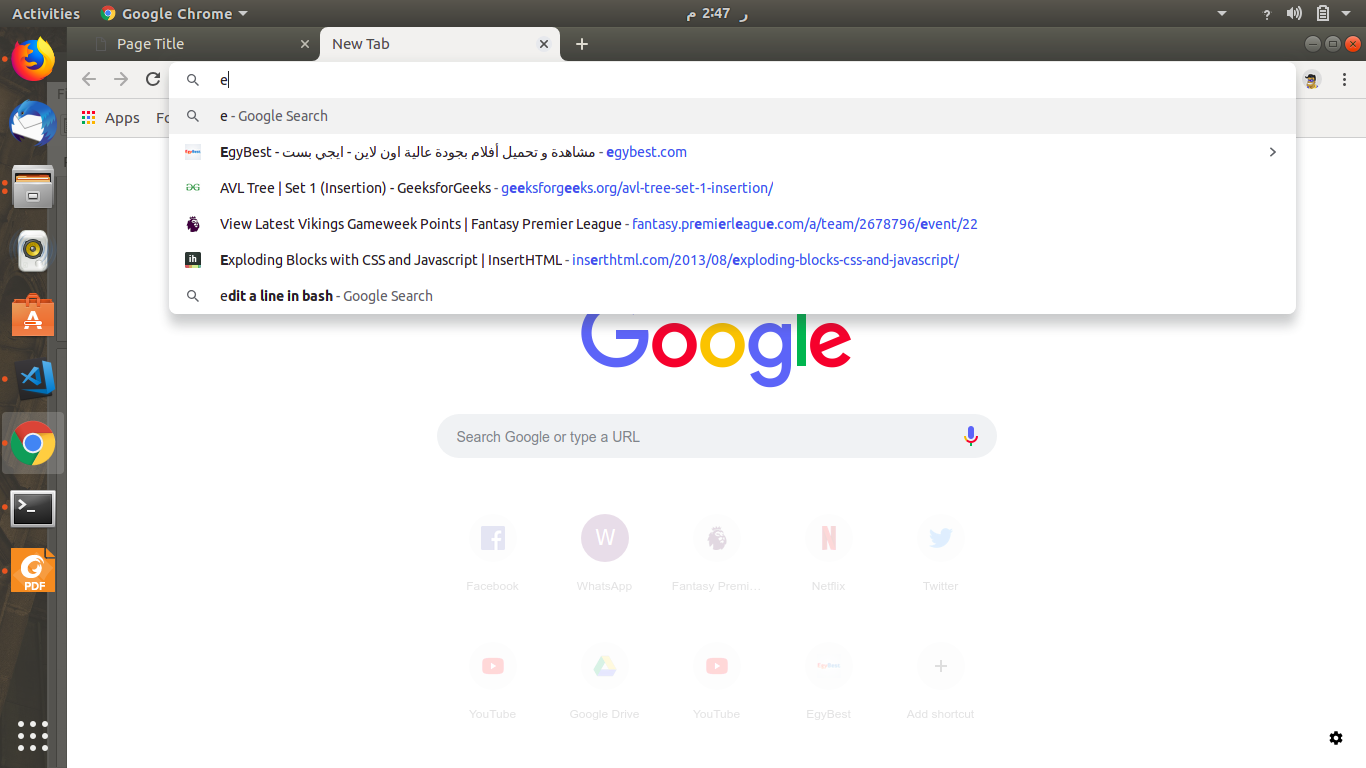 Activities
Google Chrome
ر 2:47 م
?
Page Title
New Tab
e
Apps
e - Google Search
EgyBest - مشاهدة و تحميل أفلام بجودة عالية اون لاين - ايجي بست - egybest.com
AVL Tree | Set 1 (Insertion) - GeeksforGeeks - geeksforgeeks.org/avl-tree-set-1-insertion/
View Latest Vikings Gameweek Points | Fantasy Premier League - fantasy.premierleague.com/a/team/2678796/event/22
ih
Exploding Blocks with CSS and Javascript | InsertHTML - inserthtml.com/2013/08/exploding-blocks-css-and-javascript/
edit a line in bash - Google Search
Google
Search Google or type a URL
W
Facebook
WhatsApp
Fantasy Premi…
Netflix
Twitter
YouTube
Google Drive
YouTube
EgyBest
Add shortcut
PDF